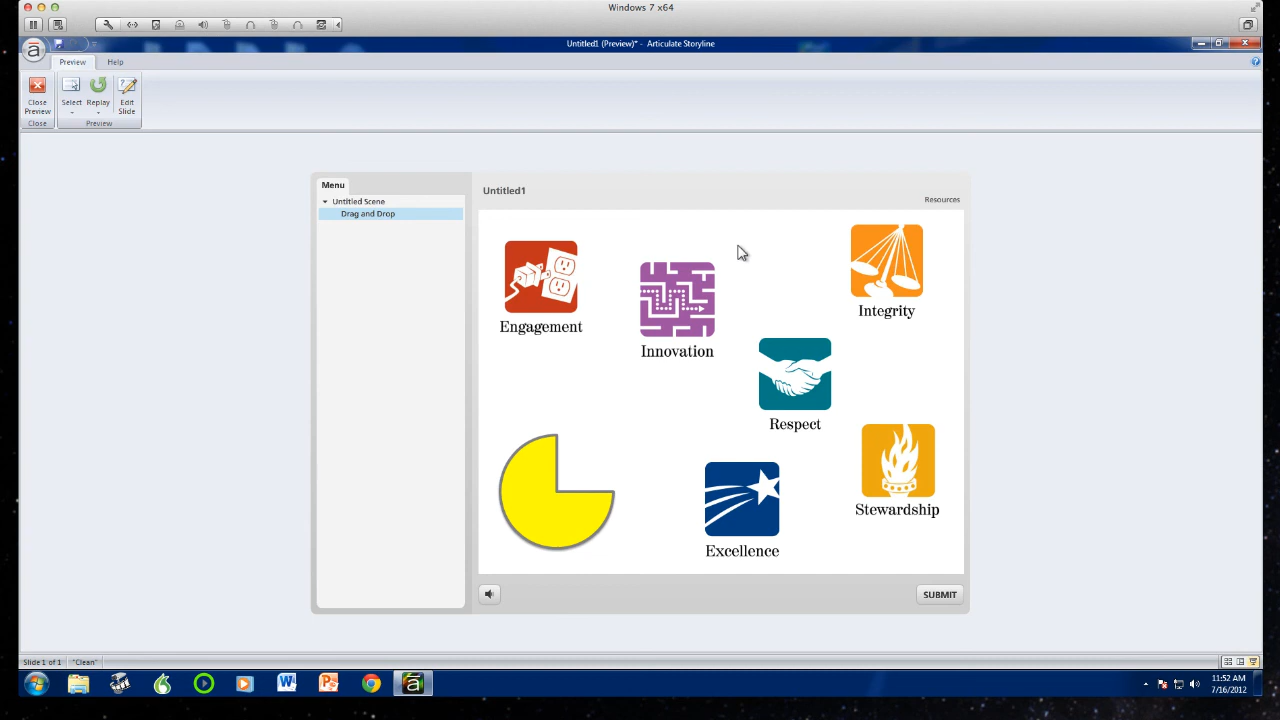 Windows 7 x64
Untitled1 (Preview)* - Articulate Storyline
Preview
Help
Close Preview
Select
Replay
Edit Slide
Close
Preview
Menu
Untitled Scene
Drag and Drop
Untitled1
Resources
Engagement
Innovation
Integrity
Respect
Stewardship
Excellence
SUBMIT
Slide 1 of 1
"Clean"
11:52 AM
7/16/2012